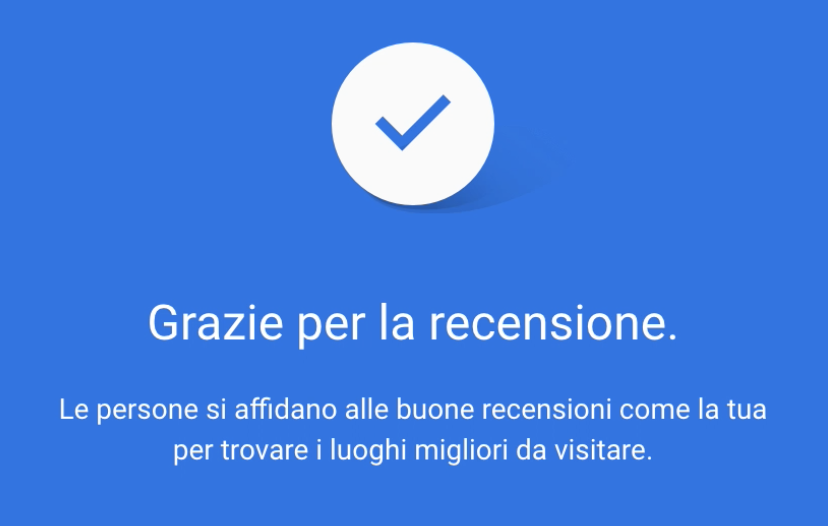 Grazie per la recensione.
Le persone si affidano alle buone recensioni come la tua
per trovare i luoghi migliori da visitare.